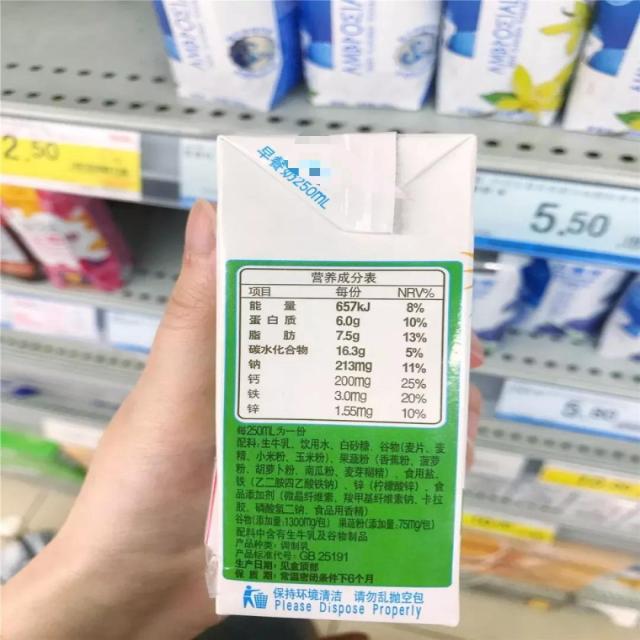 AMBPOSIAL
AMBPOSIAL
AMBPOSIAL
2.50
早餐奶250mL
5.50
营养成分表
项目 每份 NRV%
能 量 657kJ 8%
蛋白质 6.0g 10%
脂 肪 7.5g 13%
碳水化合物 16.3g 5%
钠 213mg 11%
钙 200mg 25%
铁 3.0mg 20%
锌 1.55mg 10%
5.80
每250mL为一份
配料:生牛乳、饮用水、白砂糖、谷物(麦片、麦
精、小米粉、玉米粉)、果蔬粉(香蕉粉、菠萝
粉、胡萝卜粉、南瓜粉、麦芽糊精)、食用盐、
铁(乙二胺四乙酸铁钠)、锌(柠檬酸锌)、食
品添加剂(微晶纤维素、羧甲基纤维素钠、卡拉
胶、磷酸氢二钠、食品用香精)
谷物(添加量:1300mg/包) 果蔬粉(添加量:75mg/包)
配料中含有生牛乳及谷物制品
产品种类:调制乳
产品标准代号:GB 25191
生产日期:见盒顶部
保 质 期:常温密闭条件下6个月
保持环境清洁 请勿乱抛空包
Please Dispose Properly